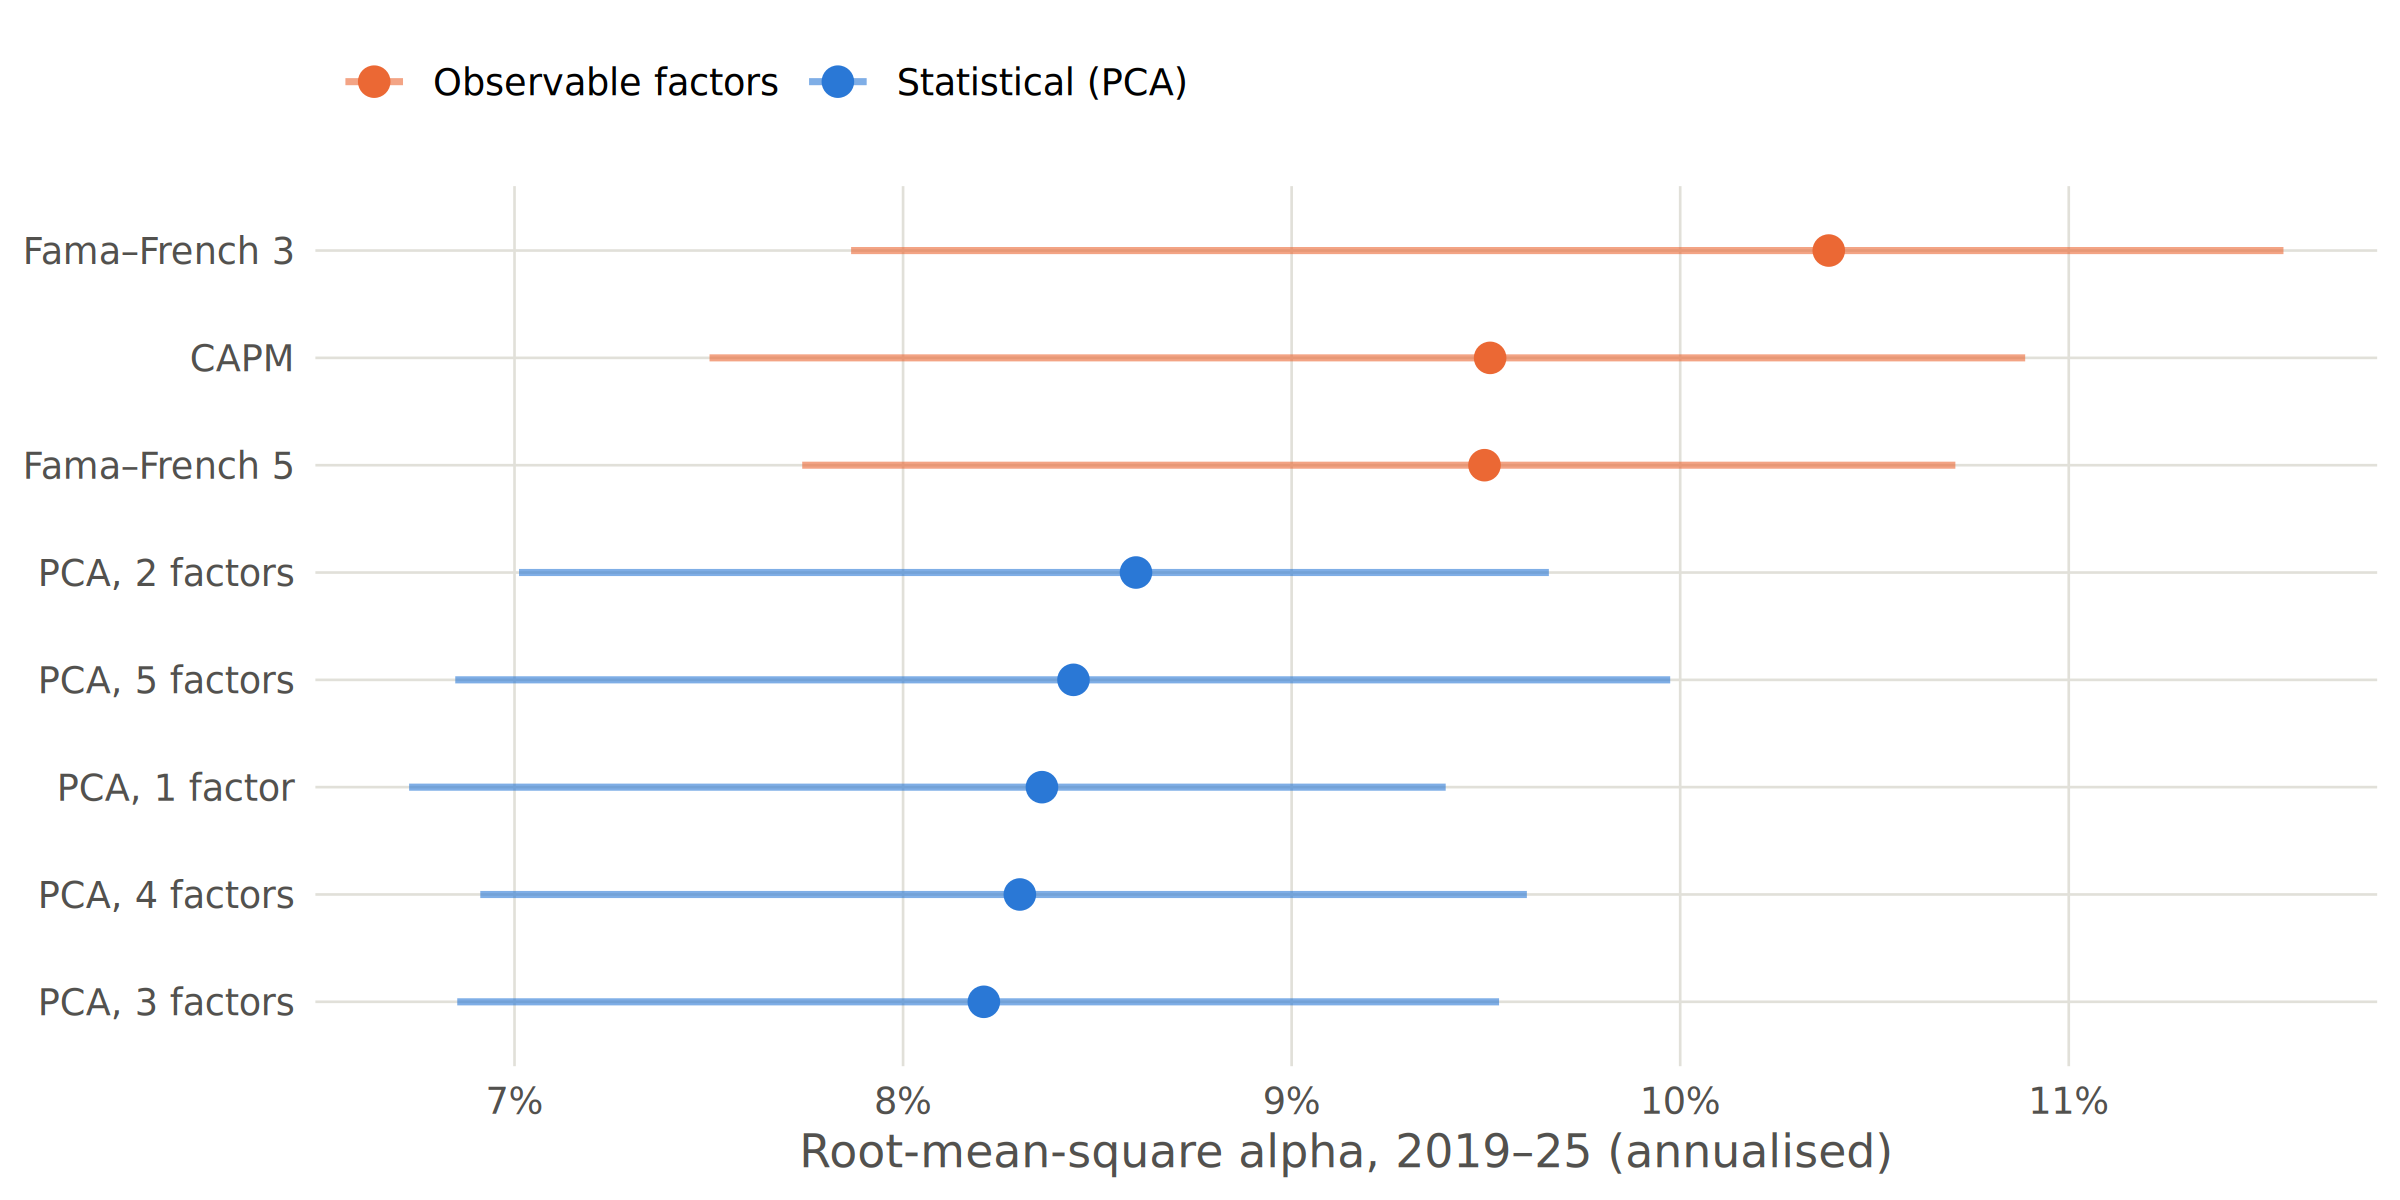 Observable factors Statistical (PCA)
Fama–French 3
CAPM
Fama–French 5
PCA, 2 factors
PCA, 5 factors
PCA, 1 factor
PCA, 4 factors
PCA, 3 factors
7% 8% 9% 10% 11%
Root-mean-square alpha, 2019–25 (annualised)